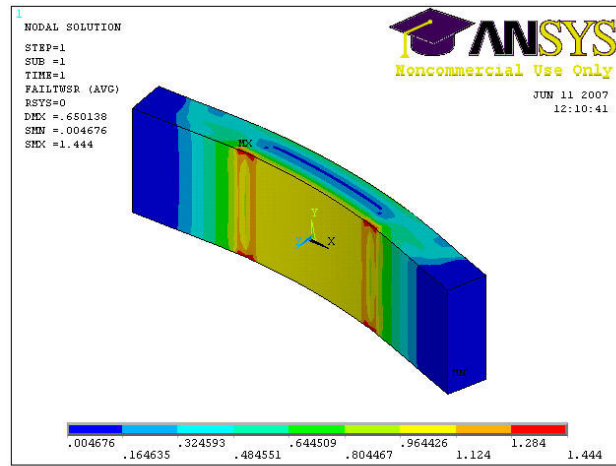 1
NODAL SOLUTION
STEP=1
SUB =1
TIME=1
FAILTWSR (AVG)
RSYS=0
DMX =.650138
SMN =.004676
SMX =1.444
ANSYS
Noncommercial Use Only
JUN 11 2007
12:10:41
MX
Y
Z X
MN
.004676 .324593 .644509 .964426 1.284
.164635 .484551 .804467 1.124 1.444